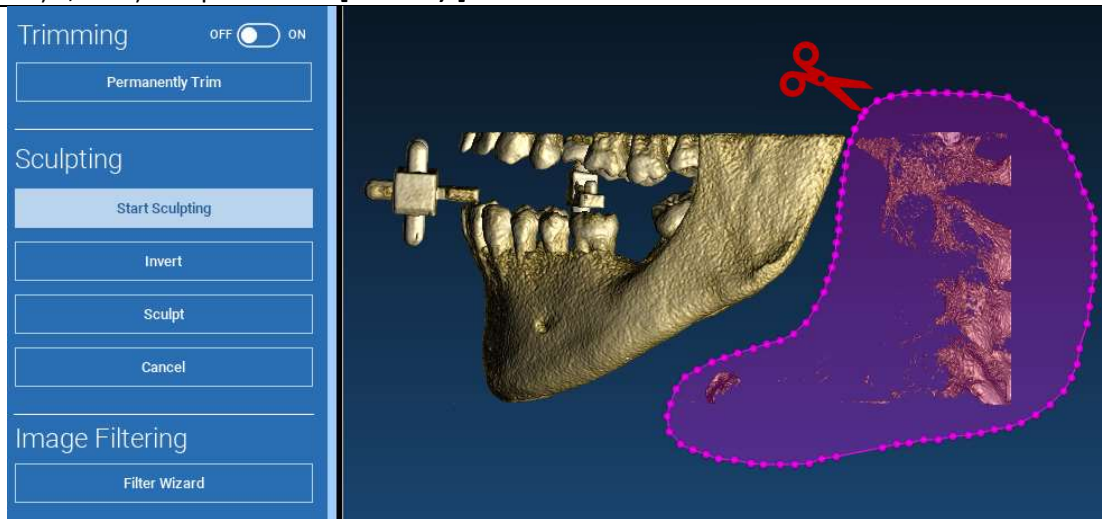 Trimming
OFF ON
Permanently Trim
Sculpting
Start Sculpting
Invert
Sculpt
Cancel
Image Filtering
Filter Wizard